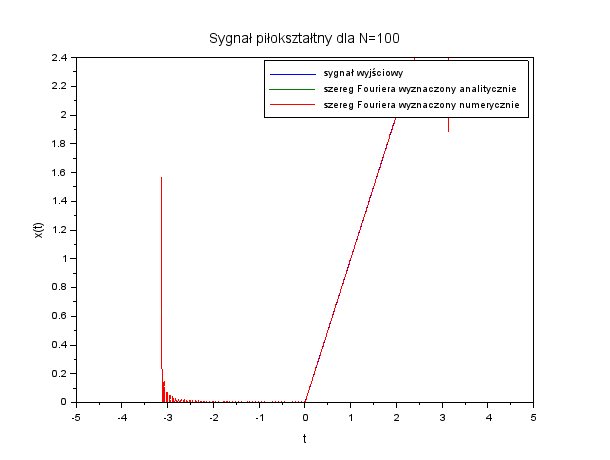 Sygnał piłokształtny dla N=100
sygnał wyjściowy
szereg Fouriera wyznaczony analitycznie
szereg Fouriera wyznaczony numerycznie
2.4
2.2
2
1.8
1.6
1.4
1.2
1
0.8
0.6
0.4
0.2
0
x(t)
-5 -4 -3 -2 -1 0 1 2 3 4 5
t